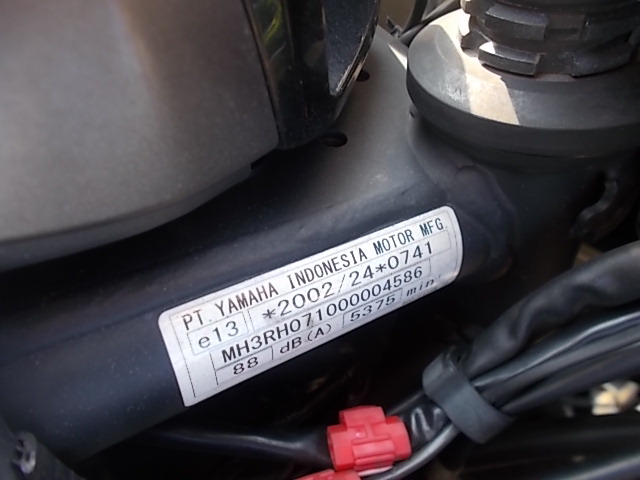 PT. YAMAHA INDONESIA MOTOR MFG.
e13 *2002/24*0741
MH3RH071000004586
88 dB(A) 5375 min.